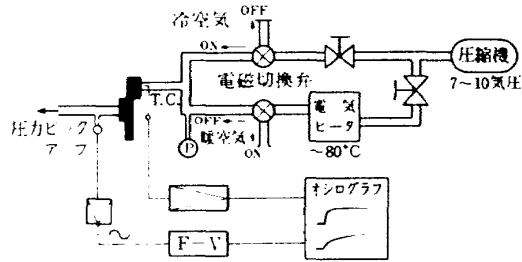 冷空気
OFF
ON
電磁切換弁
圧縮機
7～10気圧
T.C.
圧力ピック
アフ
OFF
暖空気
ON
P
電気
ヒータ
～80°C
オシログラフ
F-V